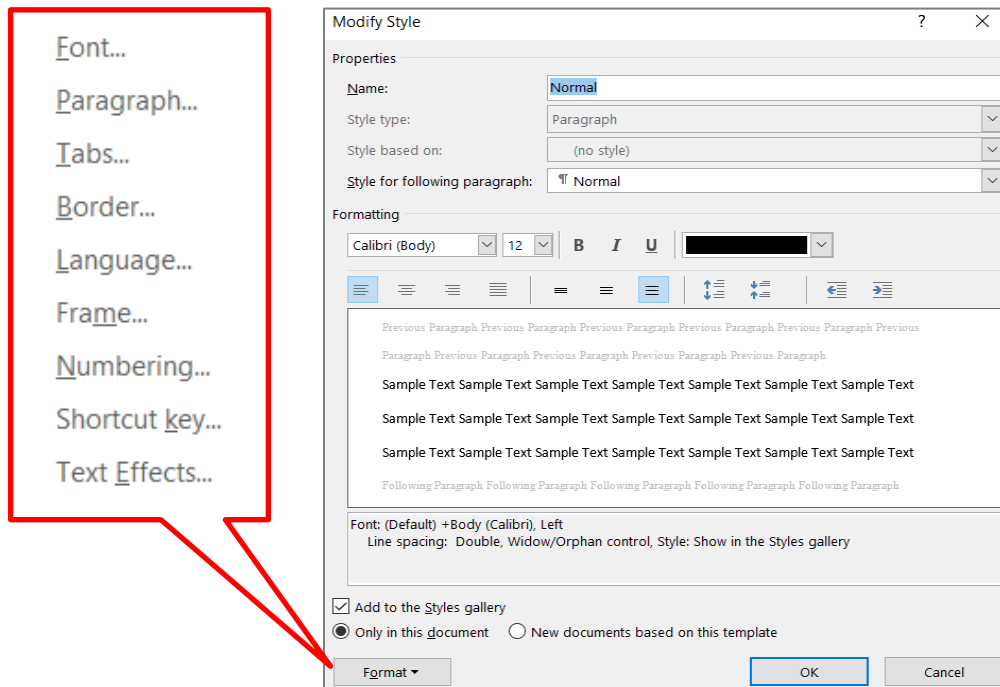 Font...
Paragraph...
Tabs...
Border...
Language...
Frame...
Numbering...
Shortcut key...
Text Effects...
Modify Style ?
Properties
Name: Normal
Style type: Paragraph
Style based on: (no style)
Style for following paragraph: ¶ Normal
Formatting
Calibri (Body) 12 B I U
Previous Paragraph Previous Paragraph Previous Paragraph Previous Paragraph Previous Paragraph Previous
Paragraph Previous Paragraph Previous Paragraph Previous Paragraph Previous Paragraph
Sample Text Sample Text Sample Text Sample Text Sample Text Sample Text Sample Text
Sample Text Sample Text Sample Text Sample Text Sample Text Sample Text Sample Text
Sample Text Sample Text Sample Text Sample Text Sample Text Sample Text Sample Text
Following Paragraph Following Paragraph Following Paragraph Following Paragraph Following Paragraph
Font: (Default) +Body (Calibri), Left
Line spacing: Double, Widow/Orphan control, Style: Show in the Styles gallery
Add to the Styles gallery
Only in this document New documents based on this template
Format OK Cancel